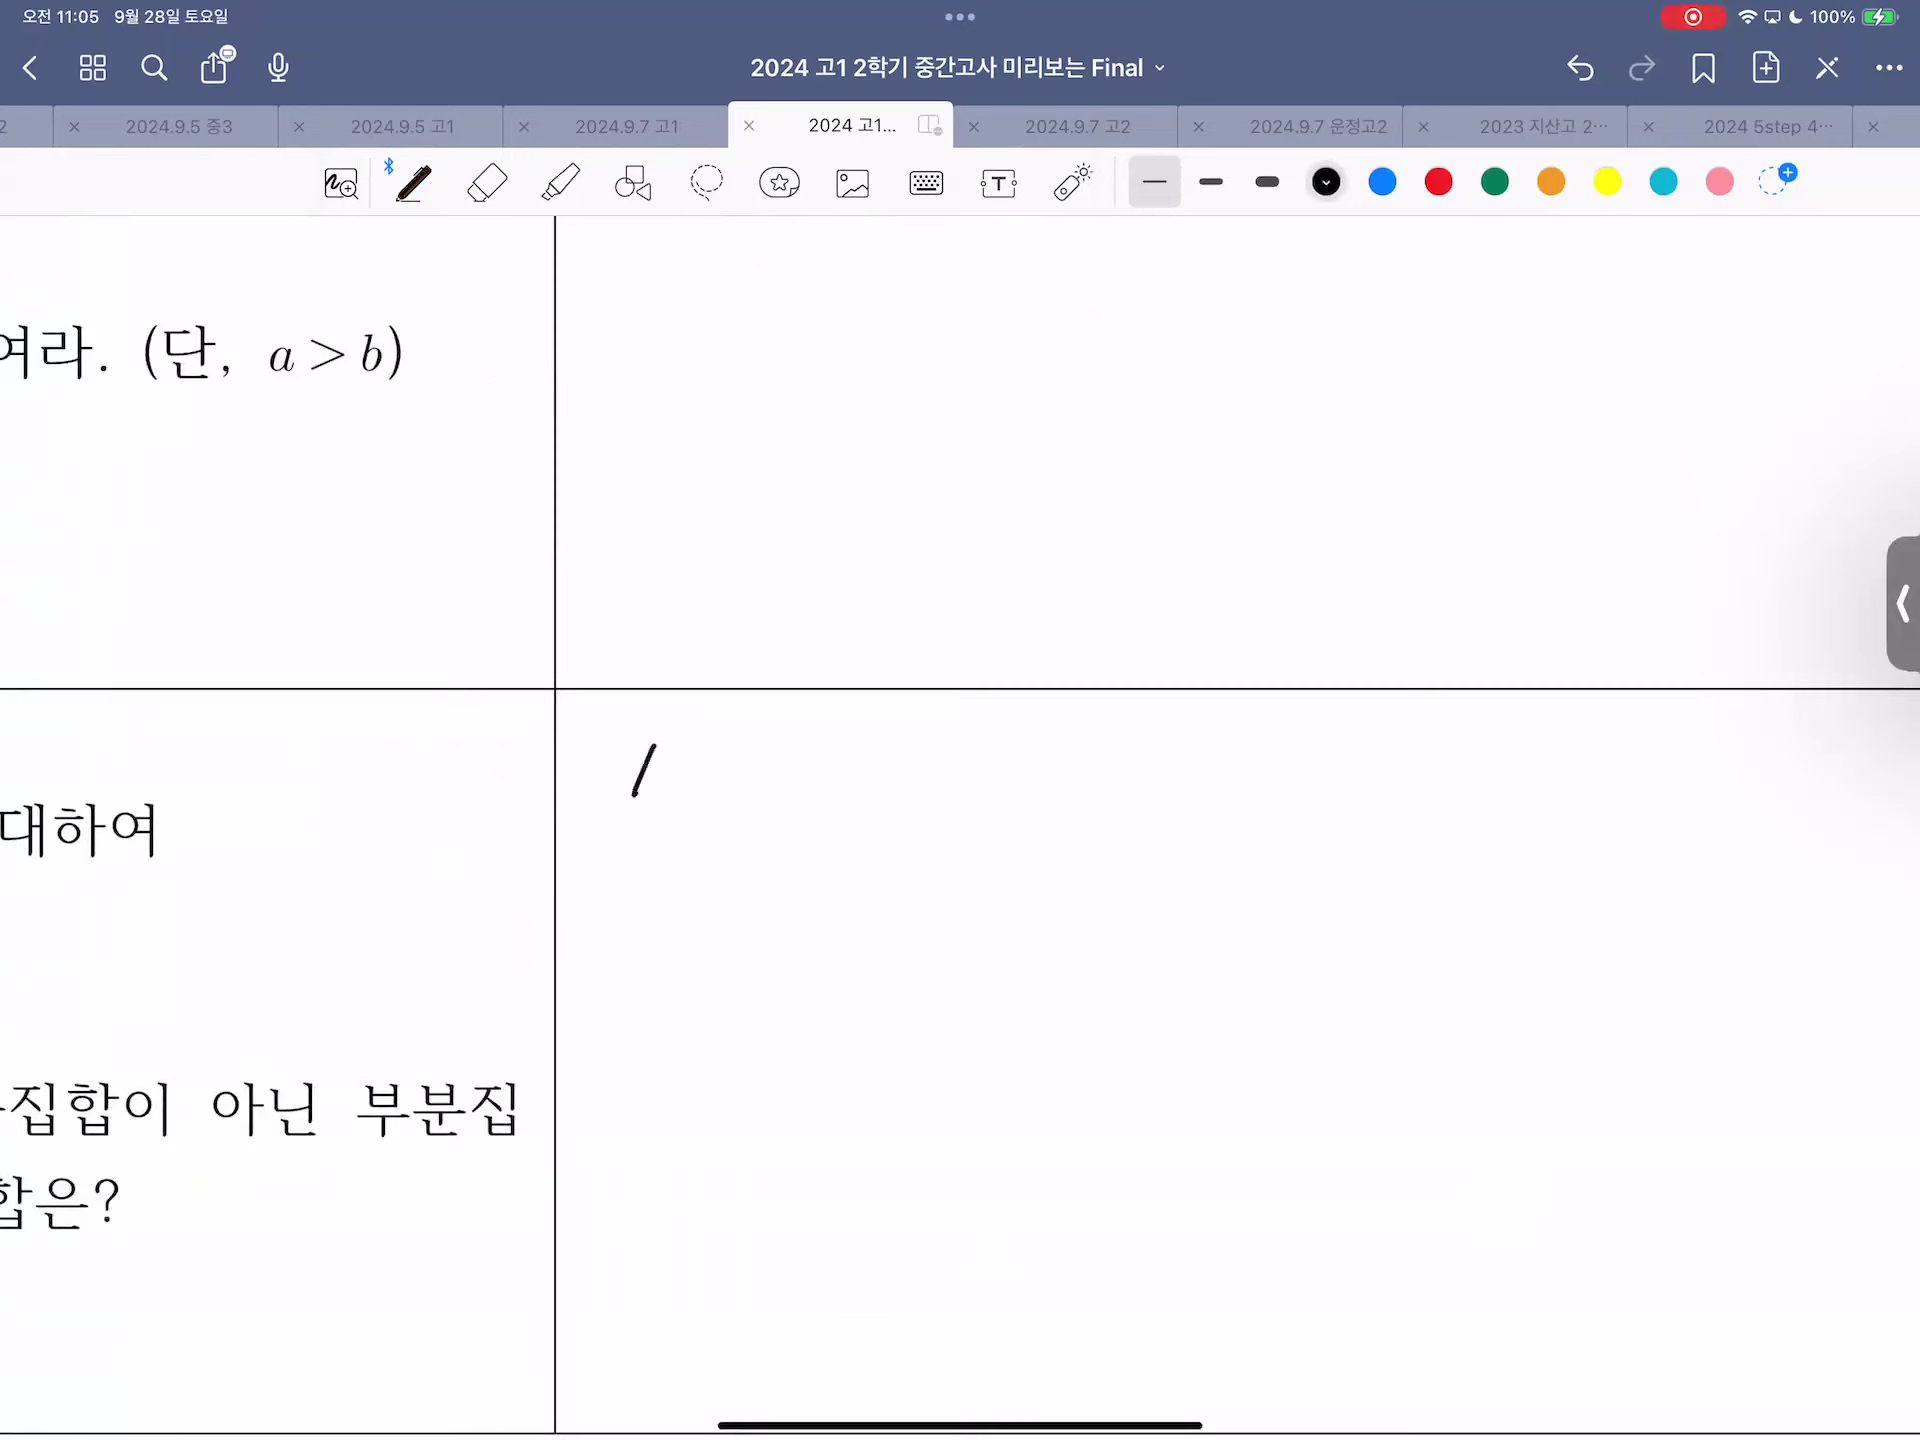 오전 11:05 9월 28일 토요일
100%
2024 고1 2학기 중간고사 미리보는 Final
2 2024.9.5 중3 2024.9.5 고1 2024.9.7 고1 2024 고1... 2024.9.7 고2 2024.9.7 운정고2 2023 지산고 2… 2024 5step 4…
여라. (단, a > b)
대하여
집합이 아닌 부분집
합은?